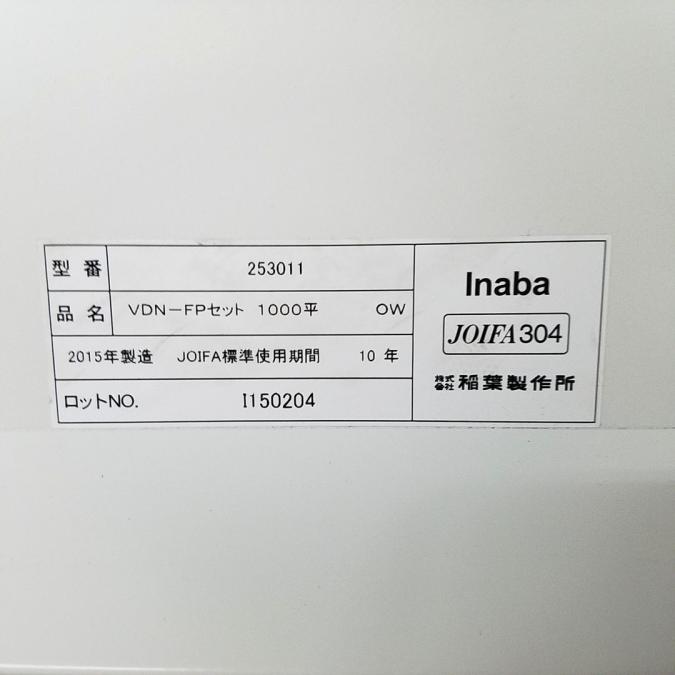 型番 253011
品名 VDN-FPセット 1000平 OW
2015年製造 JOIFA標準使用期間 10年
ロットNO. I150204
Inaba
JOIFA304
株式会社 稲葉製作所